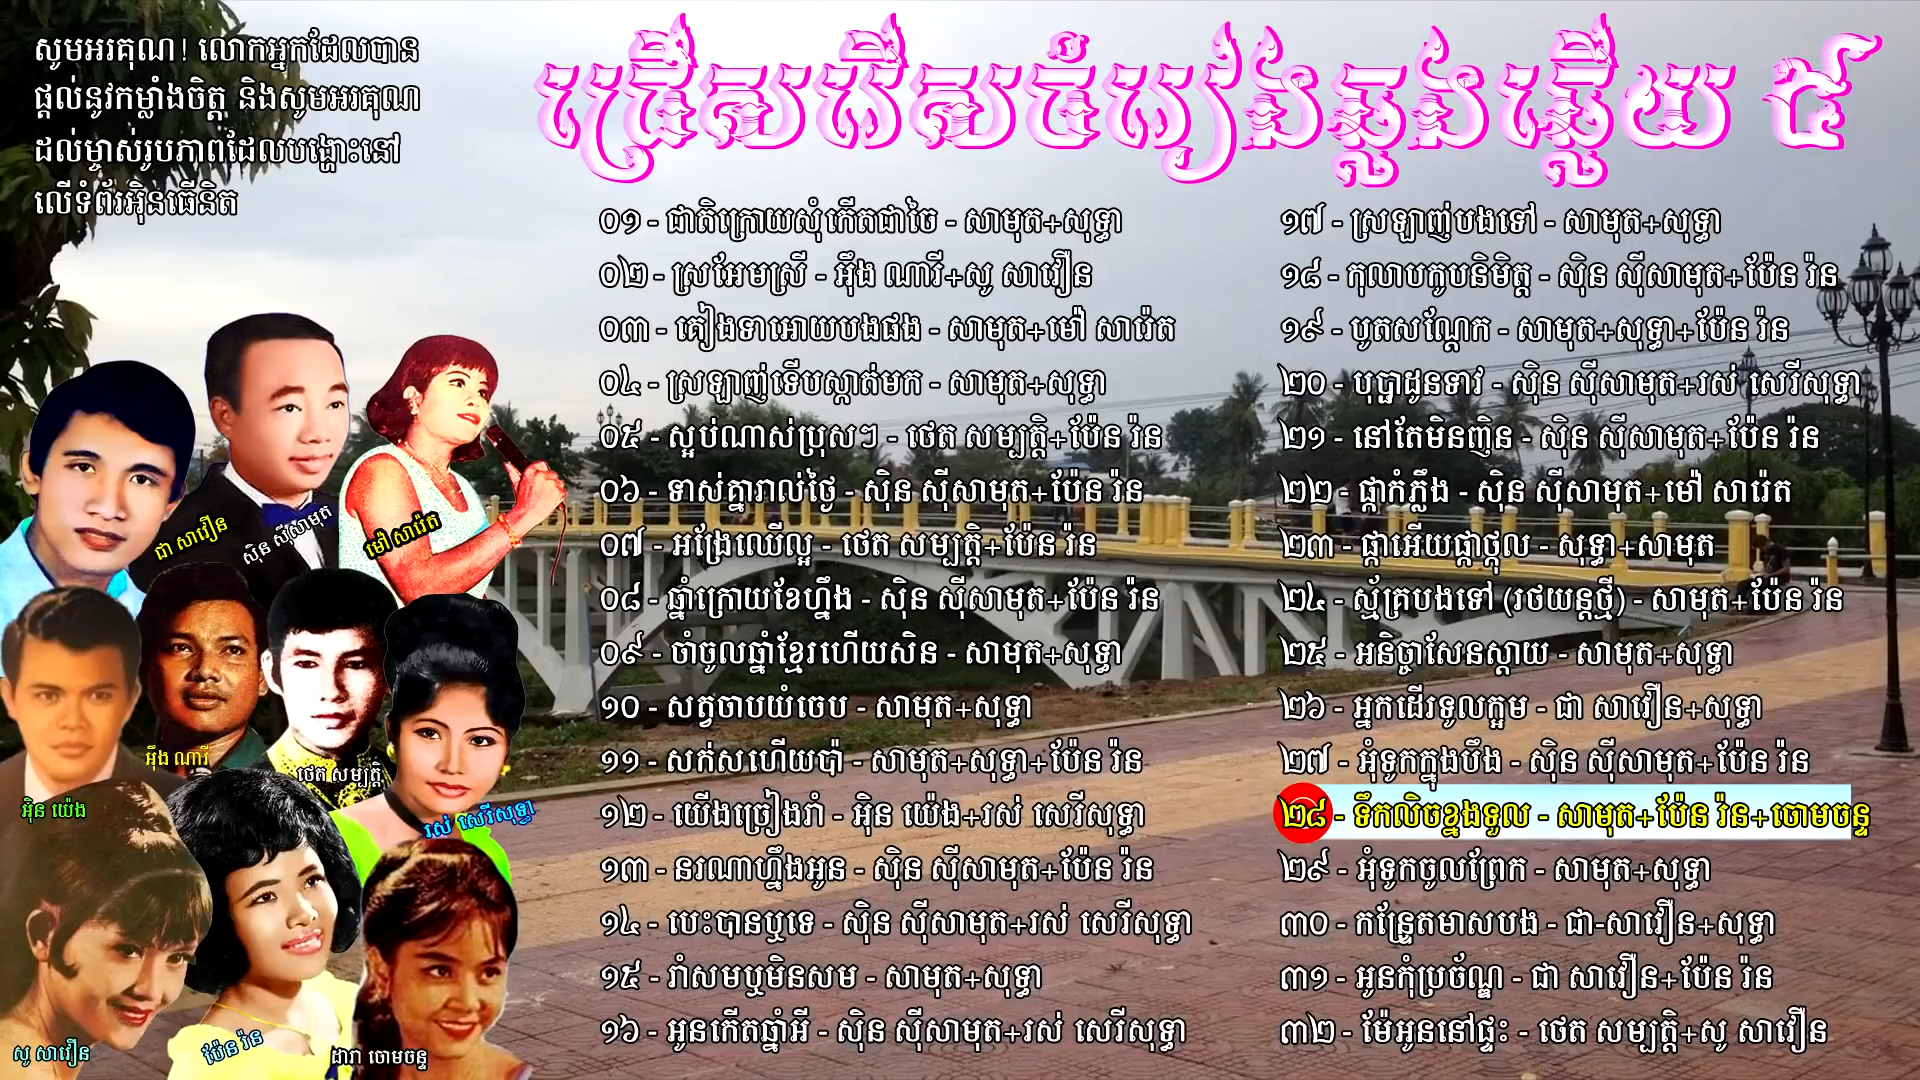 សូមអរគុណ! លោកអ្នកដែលបាន
ផ្តល់នូវកម្លាំងចិត្ត និងសូមអរគុណ
ដល់ម្ចាស់រូបភាពដែលបង្ហោះនៅ
លើទំព័រអ៊ិនធើនិត
ជ្រើសរើសចំរៀងឆ្លងឆ្លើយ ៥
០១ - ជាតិក្រោយសុំកើតជាចៃ - សាមុត+សុទ្ធា
០២ - ស្រអែមស្រី - អ៊ឹង ណារី+សូ សាវឿន
០៣ - គៀងទាអោយបងផង - សាមុត+ម៉ៅ សារ៉េត
០៤ - ស្រឡាញ់ទើបស្កាត់មក - សាមុត+សុទ្ធា
០៥ - ស្អប់ណាស់ប្រុសៗ - ថេត សម្បត្តិ+ប៉ែន រ៉ន
០៦ - ទាស់គ្នារាល់ថ្ងៃ - ស៊ិន ស៊ីសាមុត+ប៉ែន រ៉ន
០៧ - អង្រែឈើល្អ - ថេត សម្បត្តិ+ប៉ែន រ៉ន
០៨ - ឆ្នាំក្រោយខែហ្នឹង - ស៊ិន ស៊ីសាមុត+ប៉ែន រ៉ន
០៩ - ចាំចូលឆ្នាំខ្មែរហើយសិន - សាមុត+សុទ្ធា
១០ - សត្វចាបយំចេប - សាមុត+សុទ្ធា
១១ - សក់សហើយប៉ា - សាមុត+សុទ្ធា+ប៉ែន រ៉ន
១២ - យើងច្រៀងរាំ - អ៊ិន យ៉េង+រស់ សេរីសុទ្ធា
១៣ - នរណាហ្នឹងអូន - ស៊ិន ស៊ីសាមុត+ប៉ែន រ៉ន
១៤ - បេះបានឬទេ - ស៊ិន ស៊ីសាមុត+រស់ សេរីសុទ្ធា
១៥ - រាំសមឬមិនសម - សាមុត+សុទ្ធា
១៦ - អូនកើតឆ្នាំអី - ស៊ិន ស៊ីសាមុត+រស់ សេរីសុទ្ធា
១៧ - ស្រឡាញ់បងទៅ - សាមុត+សុទ្ធា
១៨ - កុលាបកូបនិមិត្ត - ស៊ិន ស៊ីសាមុត+ប៉ែន រ៉ន
១៩ - បូតសណ្តែក - សាមុត+សុទ្ធា+ប៉ែន រ៉ន
២០ - បុប្ផាដូនទាវ - ស៊ិន ស៊ីសាមុត+រស់ សេរីសុទ្ធា
២១ - នៅតែមិនញិន - ស៊ិន ស៊ីសាមុត+ប៉ែន រ៉ន
២២ - ផ្កាកំភ្លឹង - ស៊ិន ស៊ីសាមុត+ម៉ៅ សារ៉េត
២៣ - ផ្កាអើយផ្កាថ្កុល - សុទ្ធា+សាមុត
២៤ - ស្ម័គ្របងទៅ (រថយន្តថ្មី) - សាមុត+ប៉ែន រ៉ន
២៥ - អនិច្ចាសែនស្តាយ - សាមុត+សុទ្ធា
២៦ - អ្នកដើរទូលក្អម - ជា សាវឿន+សុទ្ធា
២៧ - អុំទូកក្នុងបឹង - ស៊ិន ស៊ីសាមុត+ប៉ែន រ៉ន
២៨ - ទឹកលិចខ្នងទួល - សាមុត+ប៉ែន រ៉ន+ចោមចន្ទ
២៩ - អុំទូកចូលព្រែក - សាមុត+សុទ្ធា
៣០ - កន្ទ្រែតមាសបង - ជា-សាវឿន+សុទ្ធា
៣១ - អូនកុំប្រច័ណ្ឌ - ជា សាវឿន+ប៉ែន រ៉ន
៣២ - ម៉ែអូននៅផ្ទះ - ថេត សម្បត្តិ+សូ សាវឿន
ជា សាវឿន
ស៊ិន ស៊ីសាមុត
ម៉ៅ សារ៉េត
អ៊ិន យ៉េង
អ៊ឹង ណារី
ថេត សម្បត្តិ
រស់ សេរីសុទ្ធា
សូ សាវឿន
ប៉ែន រ៉ន
ដារា ចោមចន្ទ